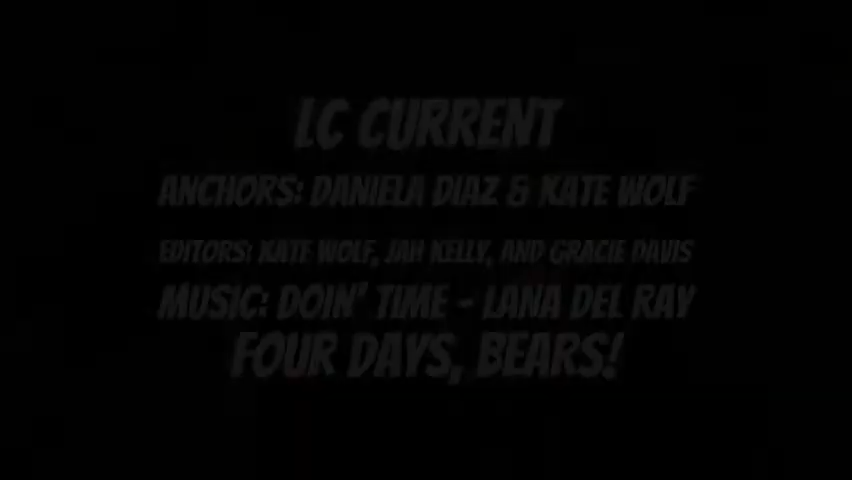 LC CURRENT
ANCHORS: DANIELA DIAZ & KATE WOLF
EDITORS: KATE WOLF, JAH KELLY, AND GRACIE DAVIS
MUSIC: DOIN' TIME - LANA DEL RAY
FOUR DAYS, BEARS!